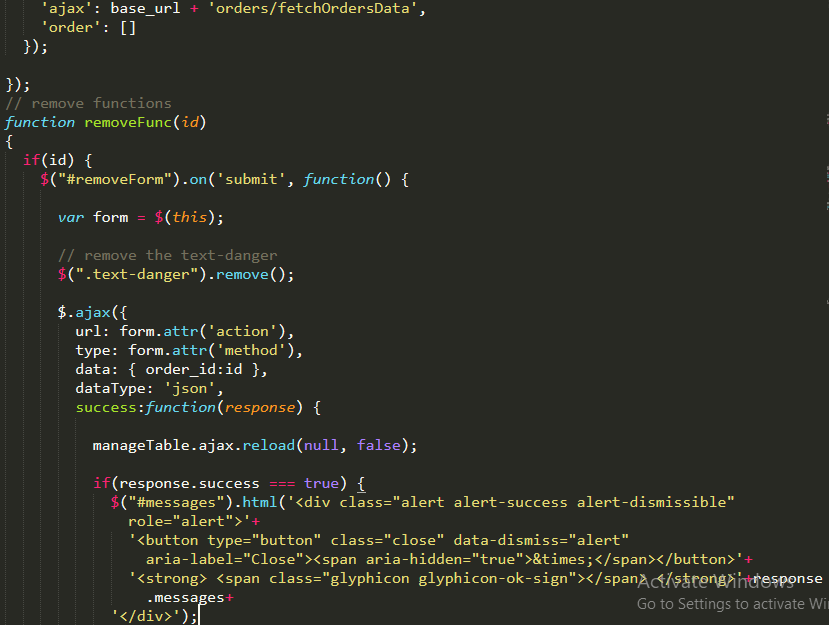 'ajax': base_url + 'orders/fetchOrdersData',
'order': []
});
});
// remove functions
function removeFunc(id)
{
if(id) {
$("#removeForm").on('submit', function() {
var form = $(this);
// remove the text-danger
$(".text-danger").remove();
$.ajax({
url: form.attr('action'),
type: form.attr('method'),
data: { order_id:id },
dataType: 'json',
success:function(response) {
manageTable.ajax.reload(null, false);
if(response.success === true) {
$("#messages").html('<div class="alert alert-success alert-dismissible"
role="alert">'+
'<button type="button" class="close" data-dismiss="alert"
aria-label="Close"><span aria-hidden="true">&times;</span></button>'+
'<strong> <span class="glyphicon glyphicon-ok-sign"></span> </strong>'+response
.messages+
'</div>');
Activate Windows
Go to Settings to activate Wi